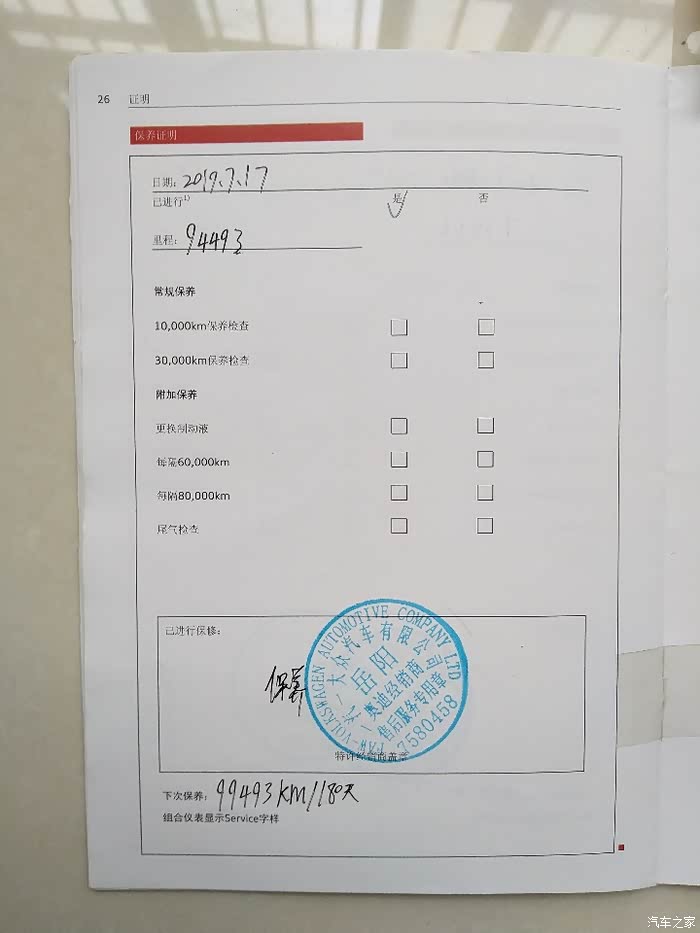 26 证明
保养证明
日期: 2017.7.17
已进行1) 是 否
里程: 94493
常规保养
10,000km保养检查
30,000km保养检查
附加保养
更换制动液
每隔60,000km
每隔80,000km
尾气检查
已进行保修:
保养
FAW-VOLKSWAGEN AUTOMOTIVE COMPANY LTD
一汽-大众汽车有限公司
岳阳
奥迪经销商
售后服务专用章
7580458
特许经销商盖章
下次保养: 99493KM/180天
组合仪表显示Service字样
汽车之家